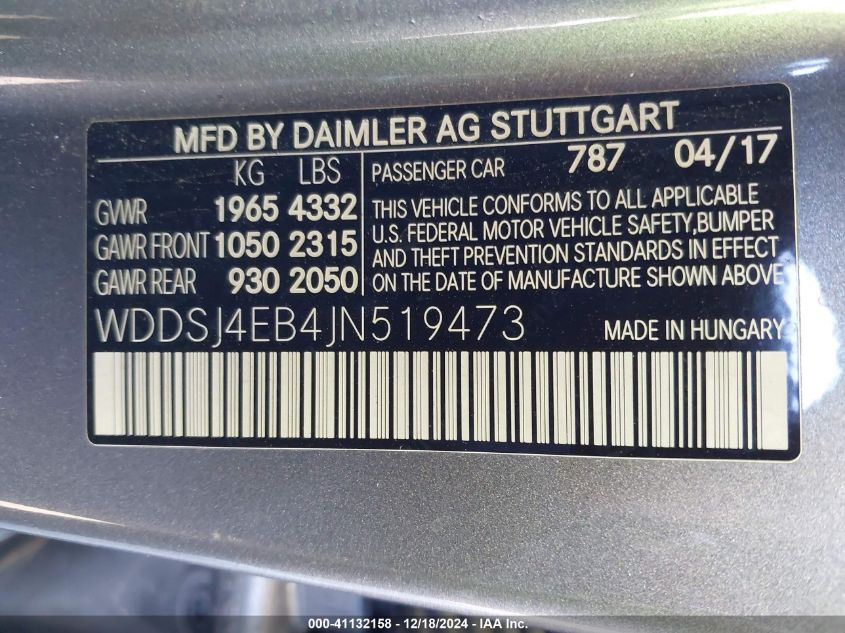 MFD BY DAIMLER AG STUTTGART
KG LBS
GVWR 1965 4332
GAWR FRONT 1050 2315
GAWR REAR 930 2050
PASSENGER CAR 787 04/17
THIS VEHICLE CONFORMS TO ALL APPLICABLE
U.S. FEDERAL MOTOR VEHICLE SAFETY,BUMPER
AND THEFT PREVENTION STANDARDS IN EFFECT
ON THE DATE OF MANUFACTURE SHOWN ABOVE
WDDSJ4EB4JN519473 MADE IN HUNGARY
000-41132158 - 12/18/2024 - IAA Inc.